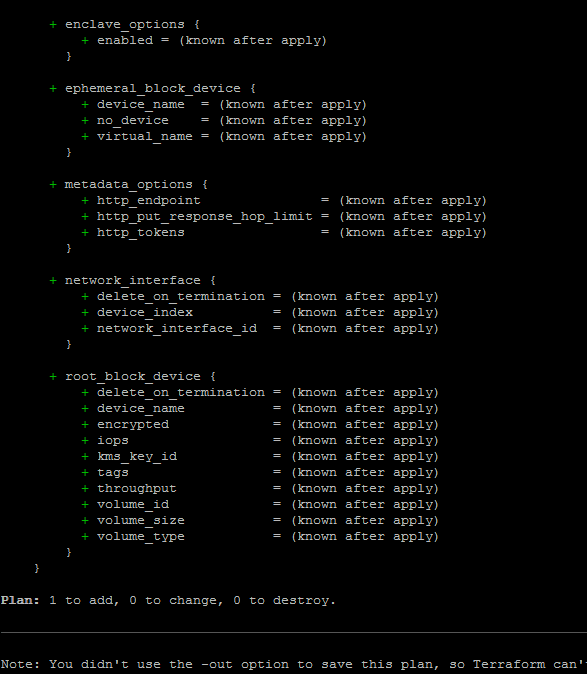 + enclave_options {
+ enabled = (known after apply)
}
+ ephemeral_block_device {
+ device_name  = (known after apply)
+ no_device    = (known after apply)
+ virtual_name = (known after apply)
}
+ metadata_options {
+ http_endpoint               = (known after apply)
+ http_put_response_hop_limit = (known after apply)
+ http_tokens                 = (known after apply)
}
+ network_interface {
+ delete_on_termination = (known after apply)
+ device_index          = (known after apply)
+ network_interface_id  = (known after apply)
}
+ root_block_device {
+ delete_on_termination = (known after apply)
+ device_name           = (known after apply)
+ encrypted             = (known after apply)
+ iops                  = (known after apply)
+ kms_key_id            = (known after apply)
+ tags                  = (known after apply)
+ throughput            = (known after apply)
+ volume_id             = (known after apply)
+ volume_size           = (known after apply)
+ volume_type           = (known after apply)
}
}
Plan: 1 to add, 0 to change, 0 to destroy.
Note: You didn't use the -out option to save this plan, so Terraform can'